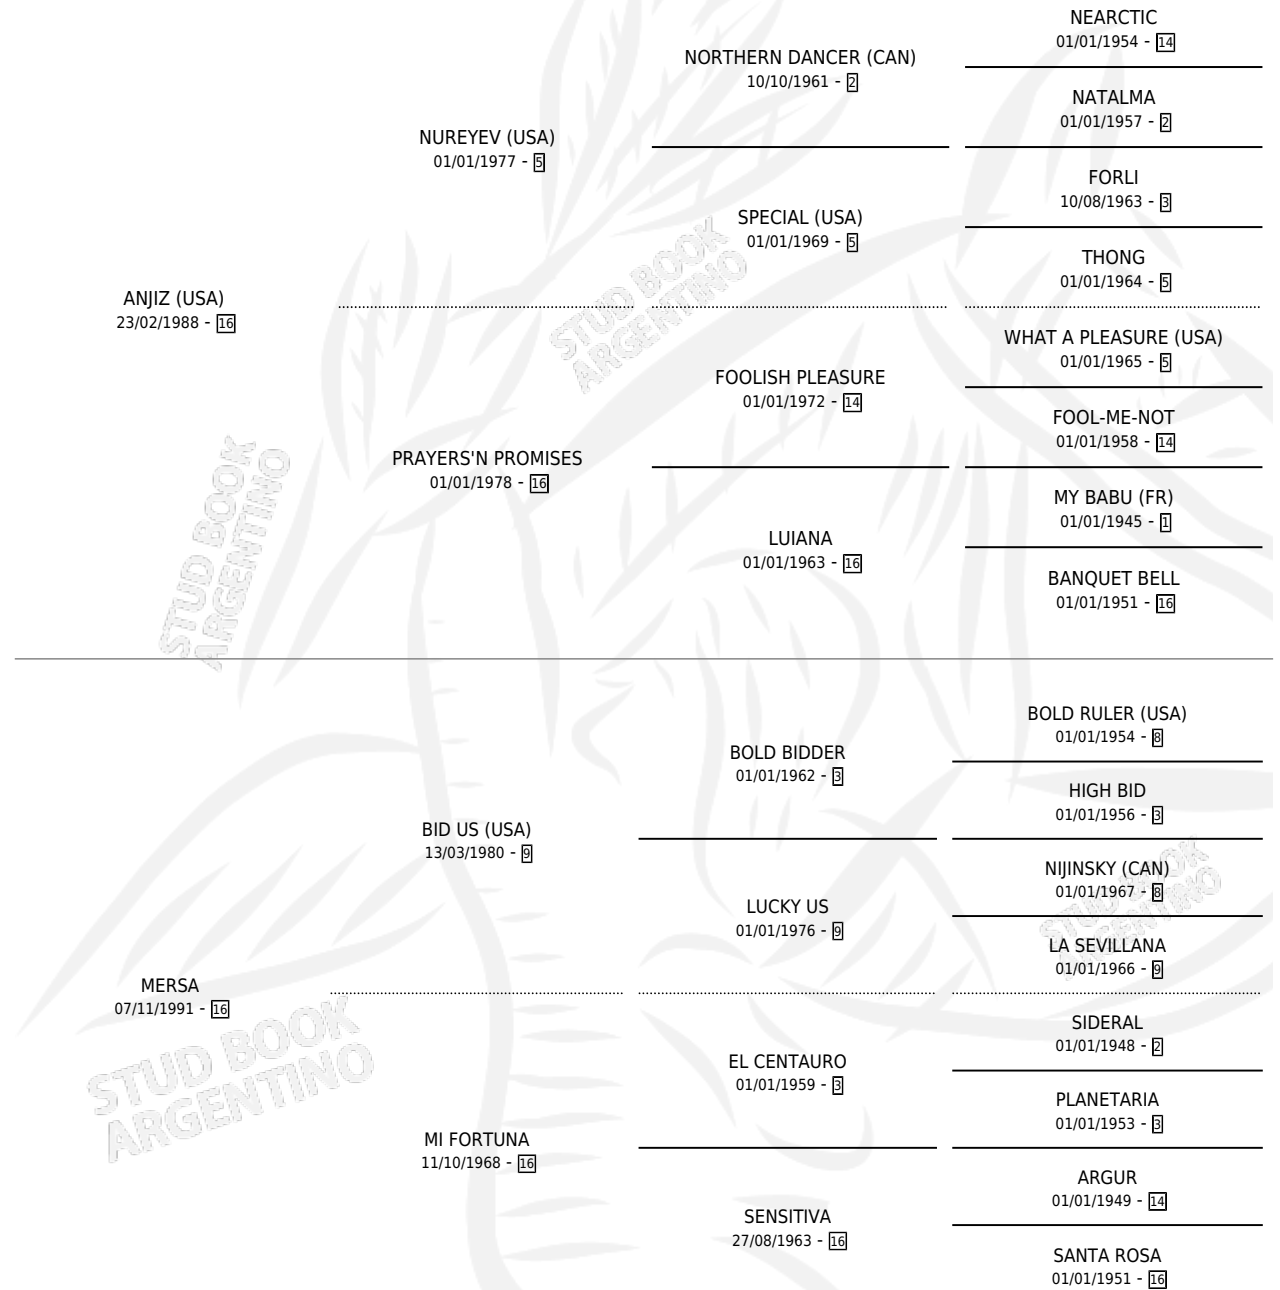 NEARCTIC
01/01/1954 - 14
NORTHERN DANCER (CAN)
10/10/1961 - 2
NATALMA
01/01/1957 - 2
NUREYEV (USA)
01/01/1977 - 5
FORLI
10/08/1963 - 3
SPECIAL (USA)
01/01/1969 - 5
THONG
01/01/1964 - 5
ANJIZ (USA)
23/02/1988 - 16
WHAT A PLEASURE (USA)
01/01/1965 - 5
FOOLISH PLEASURE
01/01/1972 - 14
FOOL-ME-NOT
01/01/1958 - 14
PRAYERS'N PROMISES
01/01/1978 - 16
MY BABU (FR)
01/01/1945 - 1
LUIANA
01/01/1963 - 16
BANQUET BELL
01/01/1951 - 16
BOLD RULER (USA)
01/01/1954 - 8
BOLD BIDDER
01/01/1962 - 3
HIGH BID
01/01/1956 - 3
BID US (USA)
13/03/1980 - 9
NIJINSKY (CAN)
01/01/1967 - 8
LUCKY US
01/01/1976 - 9
LA SEVILLANA
01/01/1966 - 9
MERSA
07/11/1991 - 16
SIDERAL
01/01/1948 - 2
EL CENTAURO
01/01/1959 - 3
PLANETARIA
01/01/1953 - 3
MI FORTUNA
11/10/1968 - 16
ARGUR
01/01/1949 - 14
SENSITIVA
27/08/1963 - 16
SANTA ROSA
01/01/1951 - 16
STUD BOOK
ARGENTINO
STUD BOOK
ARGENTINO
STUD BOOK
ARGENTINO
STUD BOOK
ARGENTINO